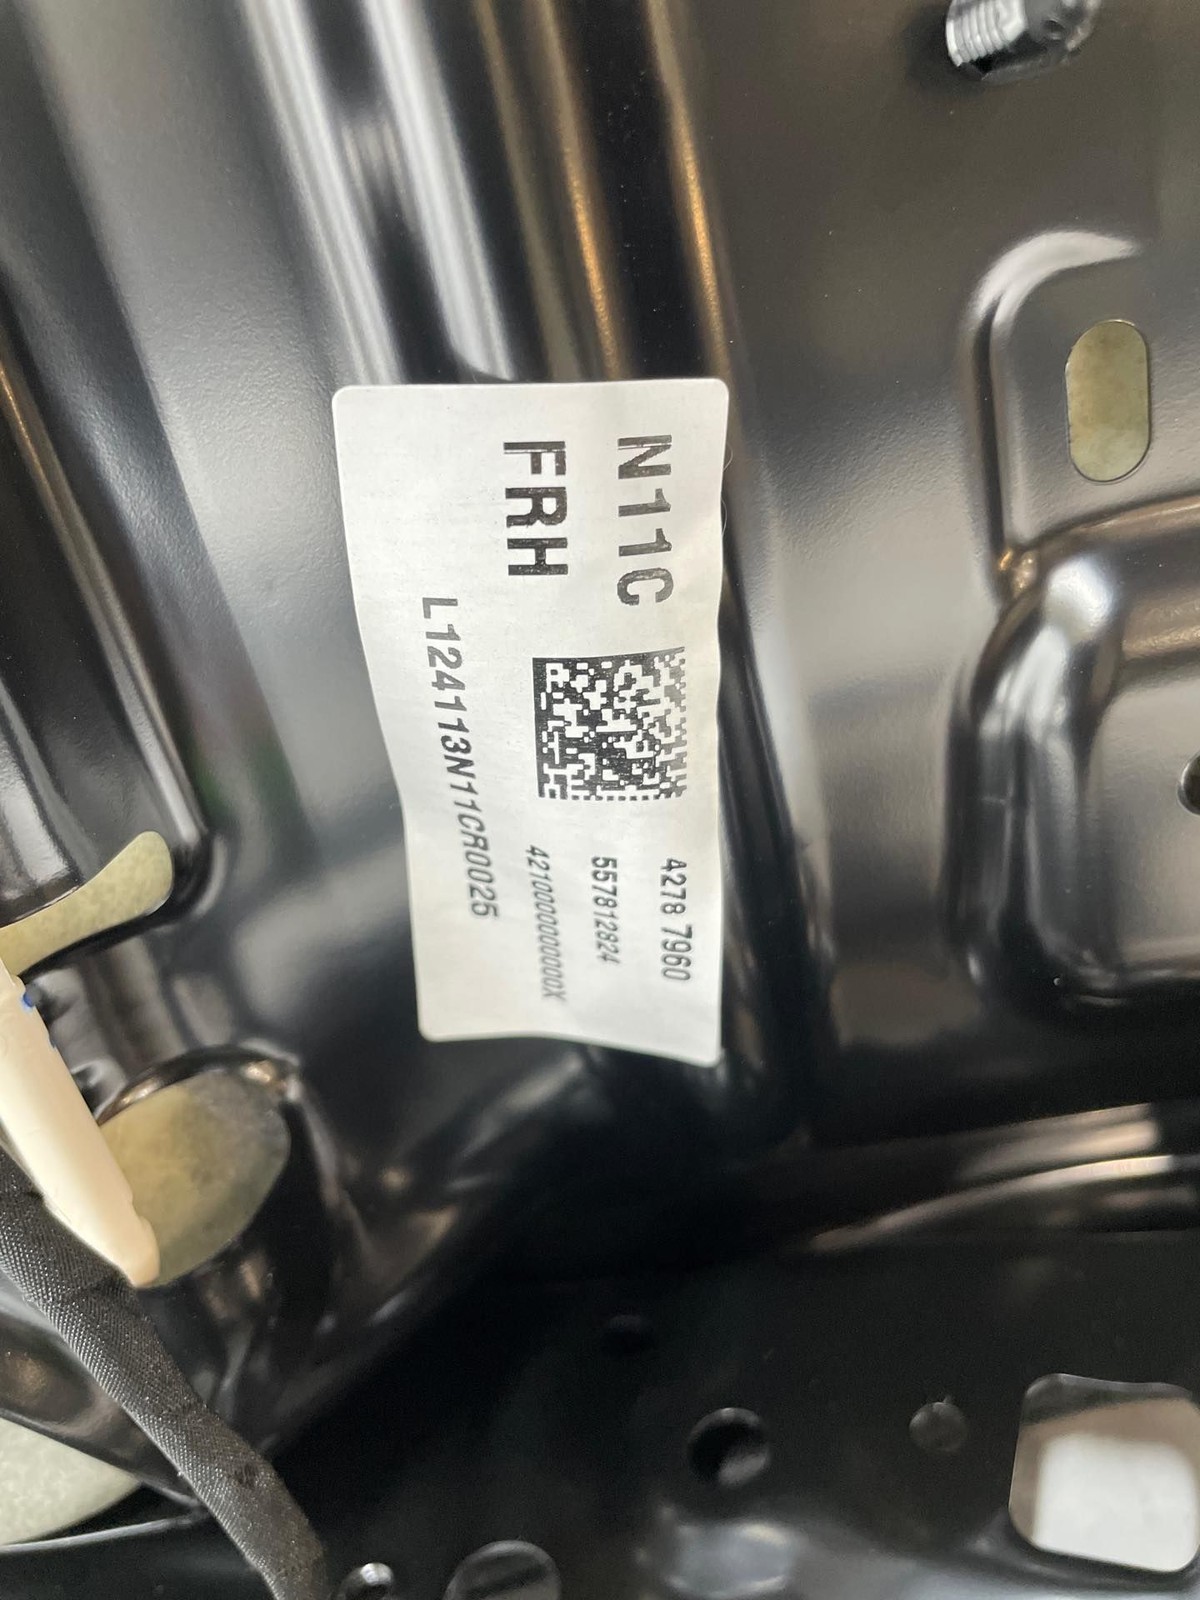 N11C
FRH
4278 7960
557812824
421000000000X
L124113N11CR0025